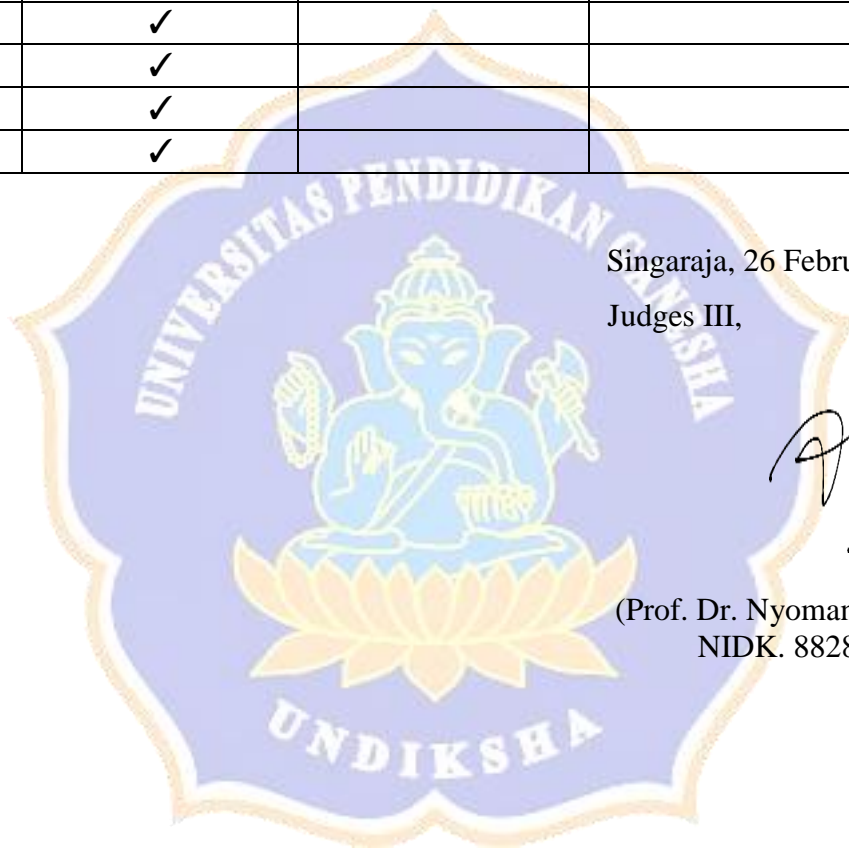 ✓
✓
✓
✓
UNIVERSITAS PENDIDIKAN GANESHA
Singaraja, 26 Febru
Judges III,
(Prof. Dr. Nyoman
NIDK. 8828
UNDIKSHA